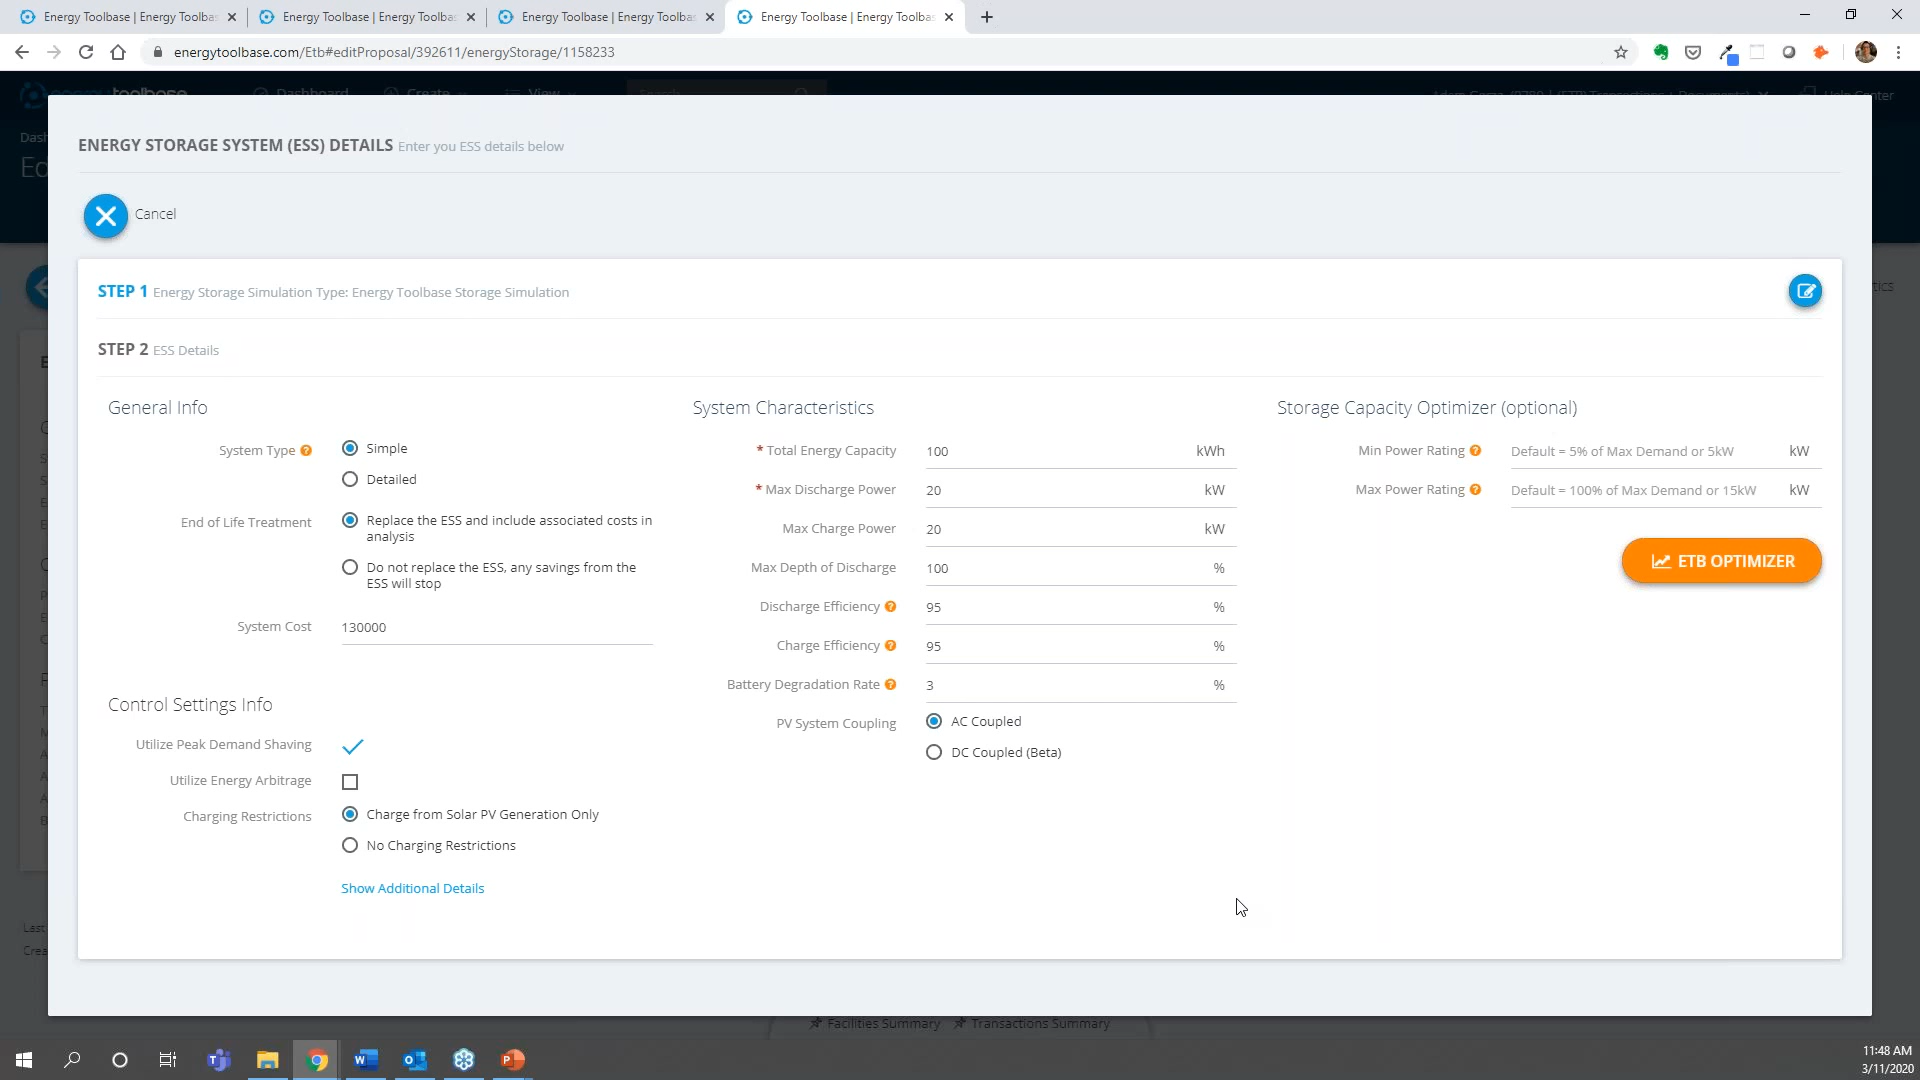 Energy Toolbase | Energy Toolbas
Energy Toolbase | Energy Toolbas
Energy Toolbase | Energy Toolbas
Energy Toolbase | Energy Toolbas
energytoolbase.com/Etb#editProposal/392611/energyStorage/1158233
Dashboard
Create
View
Search
Help Center
Dash
Ed
ENERGY STORAGE SYSTEM (ESS) DETAILS Enter you ESS details below
Cancel
STEP 1 Energy Storage Simulation Type: Energy Toolbase Storage Simulation
tics
STEP 2 ESS Details
General Info
System Type
Simple
Detailed
End of Life Treatment
Replace the ESS and include associated costs in
analysis
Do not replace the ESS, any savings from the
ESS will stop
System Cost
130000
Control Settings Info
Utilize Peak Demand Shaving
Utilize Energy Arbitrage
Charging Restrictions
Charge from Solar PV Generation Only
No Charging Restrictions
Show Additional Details
System Characteristics
* Total Energy Capacity 100 kWh
* Max Discharge Power 20 kW
Max Charge Power 20 kW
Max Depth of Discharge 100 %
Discharge Efficiency 95 %
Charge Efficiency 95 %
Battery Degradation Rate 3 %
PV System Coupling
AC Coupled
DC Coupled (Beta)
Storage Capacity Optimizer (optional)
Min Power Rating Default = 5% of Max Demand or 5kW kW
Max Power Rating Default = 100% of Max Demand or 15kW kW
ETB OPTIMIZER
Last
Crea
Facilities Summary
Transactions Summary
11:48 AM
3/11/2020